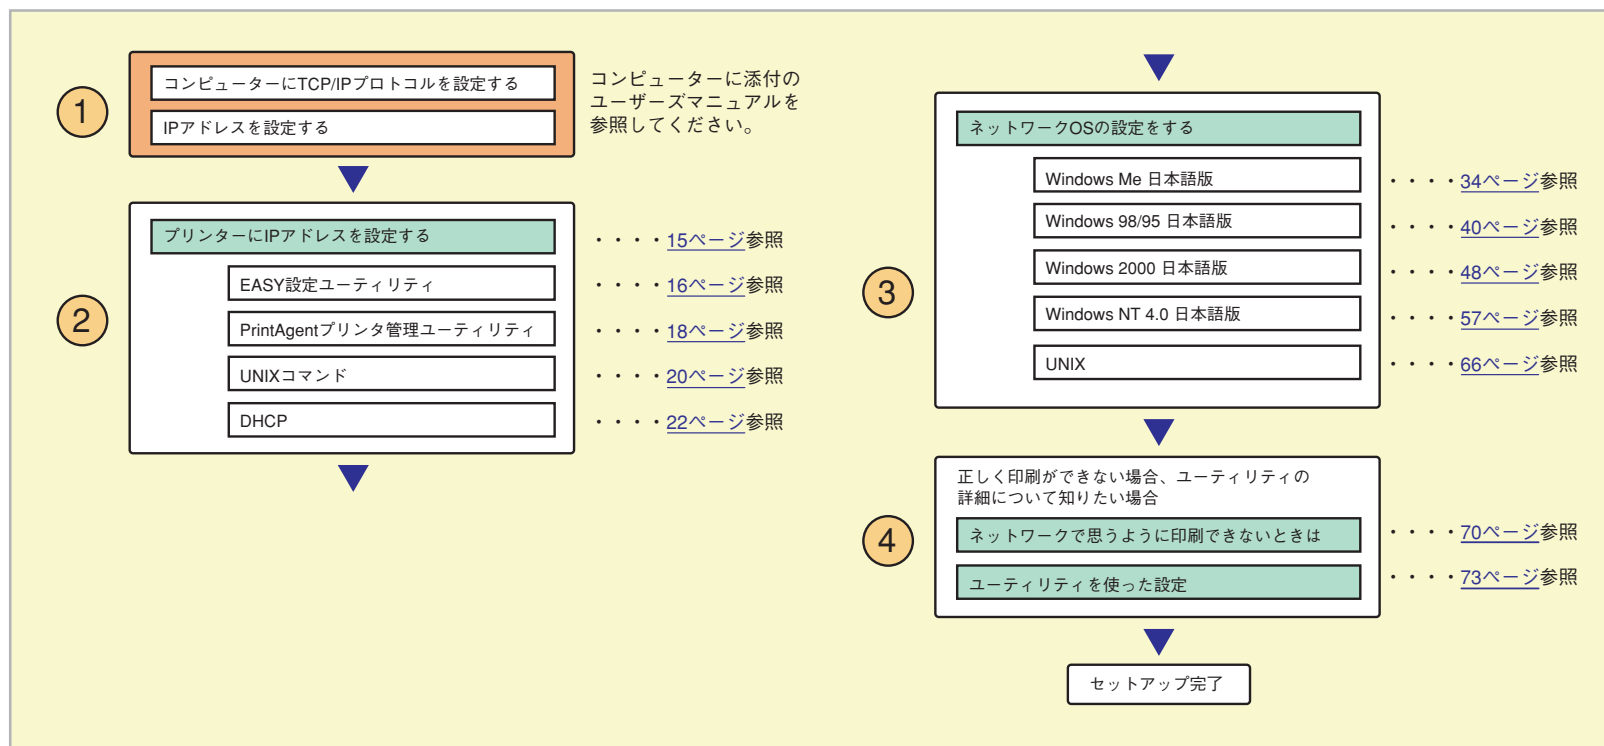 1
コンピューターにTCP/IPプロトコルを設定する
IPアドレスを設定する
コンピューターに添付の
ユーザーズマニュアルを
参照してください。
2
プリンターにIPアドレスを設定する ・・・・15ページ参照
EASY設定ユーティリティ ・・・・16ページ参照
PrintAgentプリンタ管理ユーティリティ ・・・・18ページ参照
UNIXコマンド ・・・・20ページ参照
DHCP ・・・・22ページ参照
3
ネットワークOSの設定をする
Windows Me 日本語版 ・・・・34ページ参照
Windows 98/95 日本語版 ・・・・40ページ参照
Windows 2000 日本語版 ・・・・48ページ参照
Windows NT 4.0 日本語版 ・・・・57ページ参照
UNIX ・・・・66ページ参照
4
正しく印刷ができない場合、ユーティリティの
詳細について知りたい場合
ネットワークで思うように印刷できないときは ・・・・70ページ参照
ユーティリティを使った設定 ・・・・73ページ参照
セットアップ完了